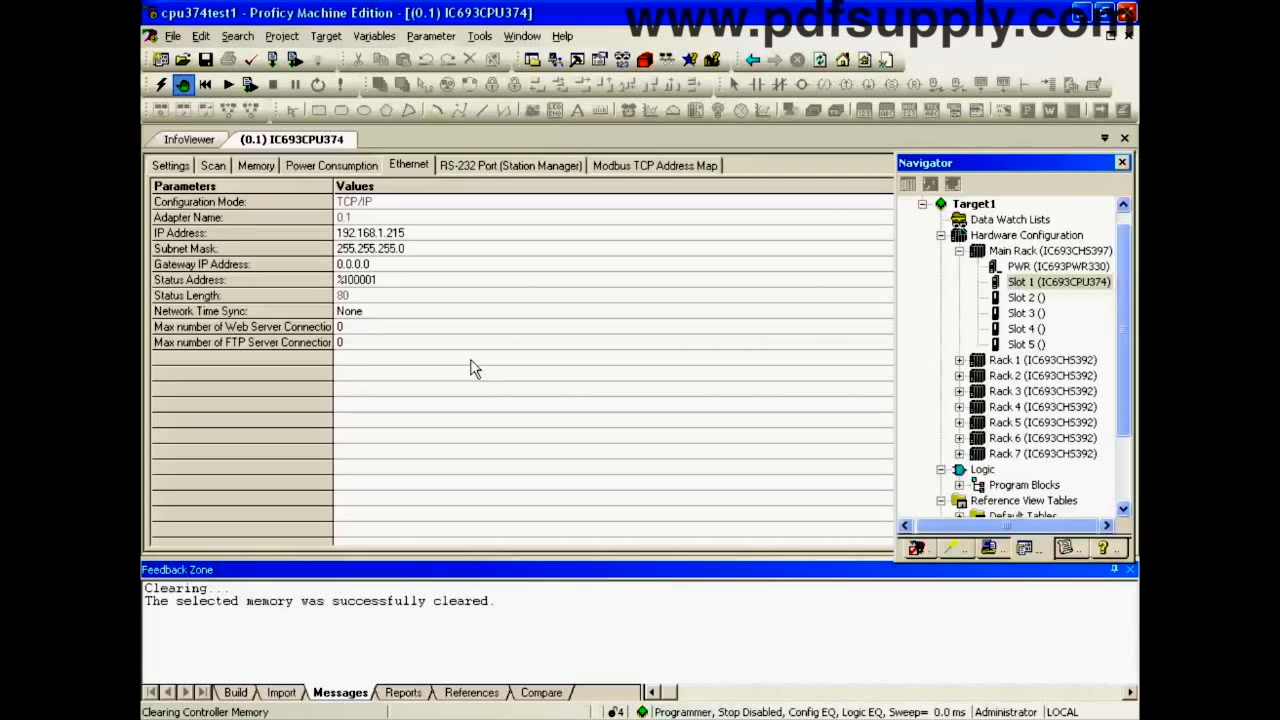 cpu374test1 - Proficy Machine Edition - [(0.1) IC693CPU374]
www.pdfsupply.com
File Edit Search Project Target Variables Parameter Tools Window Help
InfoViewer (0.1) IC693CPU374
Settings Scan Memory Power Consumption Ethernet RS-232 Port (Station Manager) Modbus TCP Address Map
Parameters Values
Configuration Mode: TCP/IP
Adapter Name: 0.1
IP Address: 192.168.1.215
Subnet Mask: 255.255.255.0
Gateway IP Address: 0.0.0.0
Status Address: %I00001
Status Length: 80
Network Time Sync: None
Max number of Web Server Connectio 0
Max number of FTP Server Connection 0
Navigator
Target1
Data Watch Lists
Hardware Configuration
Main Rack (IC693CHS397)
PWR (IC693PWR330)
Slot 1 (IC693CPU374)
Slot 2 ()
Slot 3 ()
Slot 4 ()
Slot 5 ()
Rack 1 (IC693CHS392)
Rack 2 (IC693CHS392)
Rack 3 (IC693CHS392)
Rack 4 (IC693CHS392)
Rack 5 (IC693CHS392)
Rack 6 (IC693CHS392)
Rack 7 (IC693CHS392)
Logic
Program Blocks
Reference View Tables
Default Tables
Feedback Zone
Clearing...
The selected memory was successfully cleared.
Build Import Messages Reports References Compare
Clearing Controller Memory
4 Programmer, Stop Disabled, Config EQ, Logic EQ, Sweep= 0.0 ms Administrator LOCAL